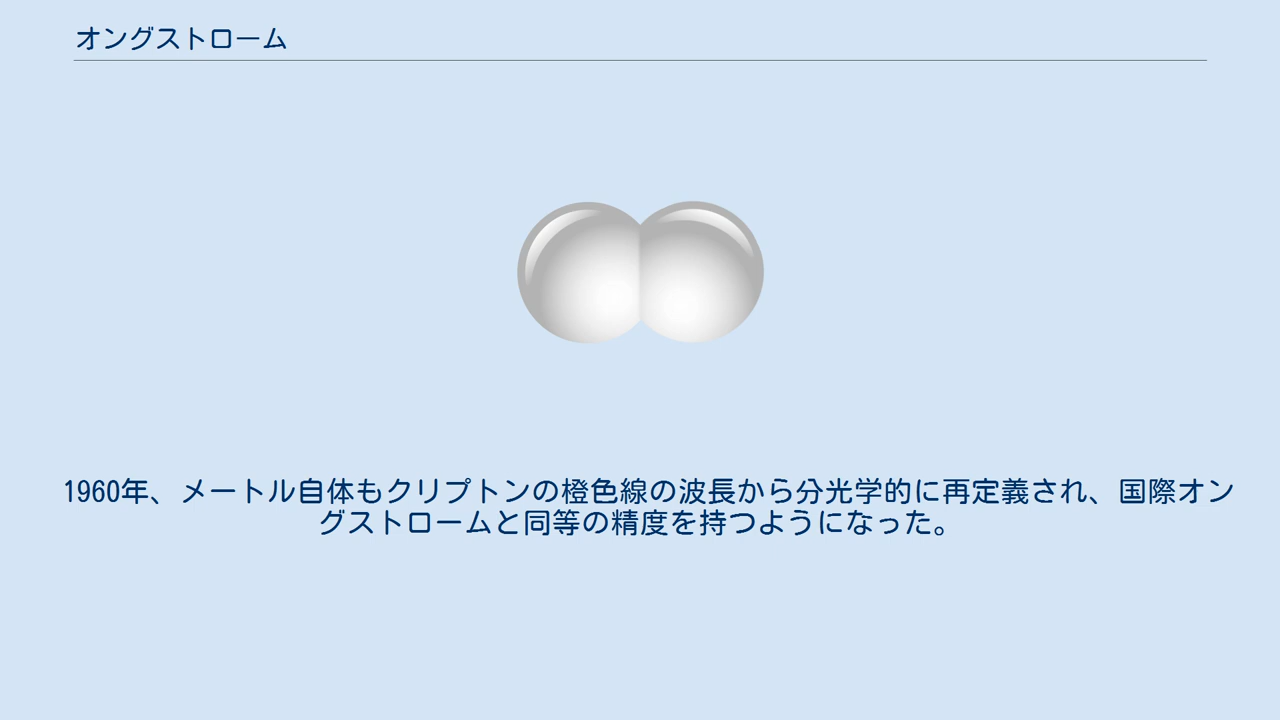 オングストローム
1960年、メートル自体もクリプトンの橙色線の波長から分光学的に再定義され、国際オン
グストロームと同等の精度を持つようになった。